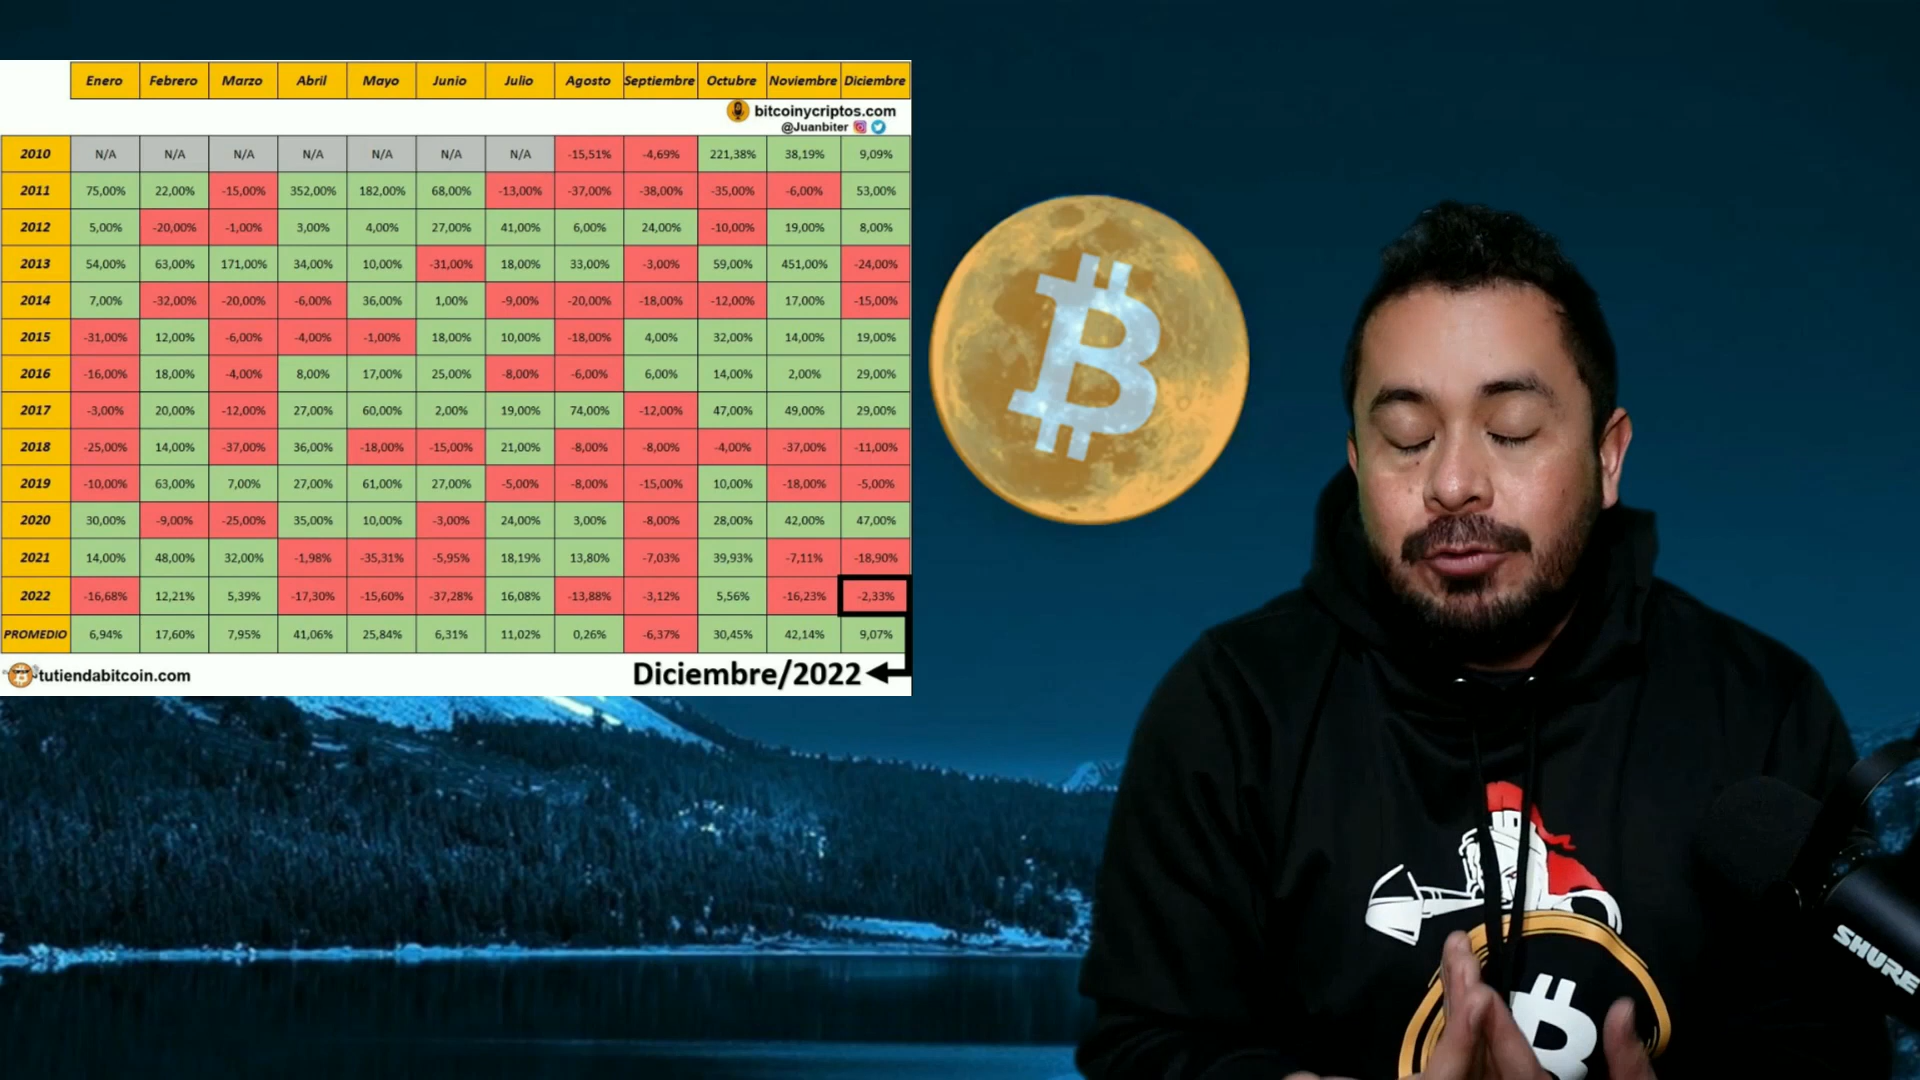 Enero Febrero Marzo Abril Mayo Junio Julio Agosto Septiembre Octubre Noviembre Diciembre
bitcoinycriptos.com
@Juanbiter
2010 N/A N/A N/A N/A N/A N/A N/A -15,51% -4,69% 221,38% 38,19% 9,09%
2011 75,00% 22,00% -15,00% 352,00% 182,00% 68,00% -13,00% -37,00% -38,00% -35,00% -6,00% 53,00%
2012 5,00% -20,00% -1,00% 3,00% 4,00% 27,00% 41,00% 6,00% 24,00% -10,00% 19,00% 8,00%
2013 54,00% 63,00% 171,00% 34,00% 10,00% -31,00% 18,00% 33,00% -3,00% 59,00% 451,00% -24,00%
2014 7,00% -32,00% -20,00% -6,00% 36,00% 1,00% -9,00% -20,00% -18,00% -12,00% 17,00% -15,00%
2015 -31,00% 12,00% -6,00% -4,00% -1,00% 18,00% 10,00% -18,00% 4,00% 32,00% 14,00% 19,00%
2016 -16,00% 18,00% -4,00% 8,00% 17,00% 25,00% -8,00% -6,00% 6,00% 14,00% 2,00% 29,00%
2017 -3,00% 20,00% -12,00% 27,00% 60,00% 2,00% 19,00% 74,00% -12,00% 47,00% 49,00% 29,00%
2018 -25,00% 14,00% -37,00% 36,00% -18,00% -15,00% 21,00% -8,00% -8,00% -4,00% -37,00% -11,00%
2019 -10,00% 63,00% 7,00% 27,00% 61,00% 27,00% -5,00% -8,00% -15,00% 10,00% -18,00% -5,00%
2020 30,00% -9,00% -25,00% 35,00% 10,00% -3,00% 24,00% 3,00% -8,00% 28,00% 42,00% 47,00%
2021 14,00% 48,00% 32,00% -1,98% -35,31% -5,95% 18,19% 13,80% -7,03% 39,93% -7,11% -18,90%
2022 -16,68% 12,21% 5,39% -17,30% -15,60% -37,28% 16,08% -13,88% -3,12% 5,56% -16,23% -2,33%
PROMEDIO 6,94% 17,60% 7,95% 41,06% 25,84% 6,31% 11,02% 0,26% -6,37% 30,45% 42,14% 9,07%
tutiendabitcoin.com
Diciembre/2022
SHURE